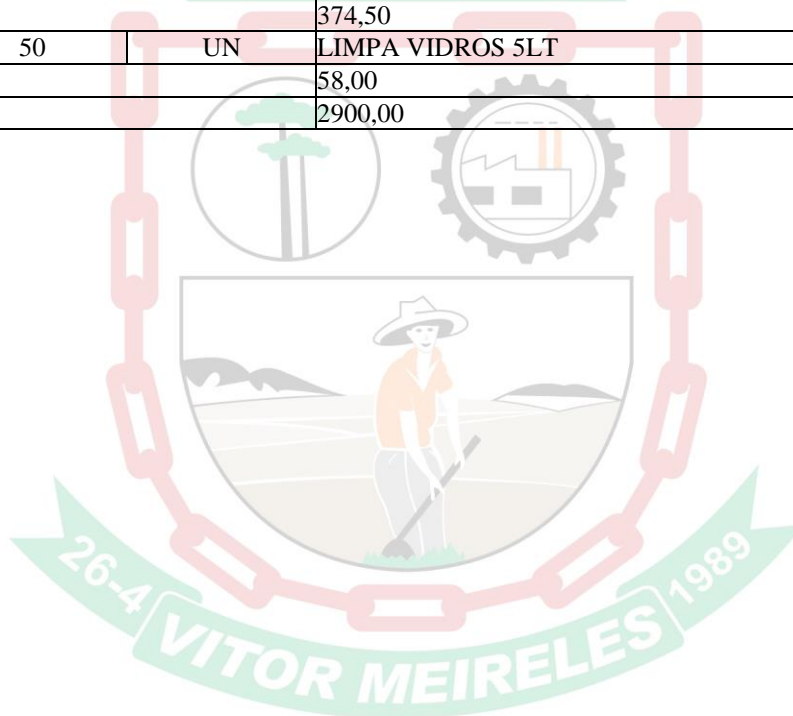 374,50
50 UN LIMPA VIDROS 5LT
58,00
2900,00
26-4 VITOR MEIRELES 1989